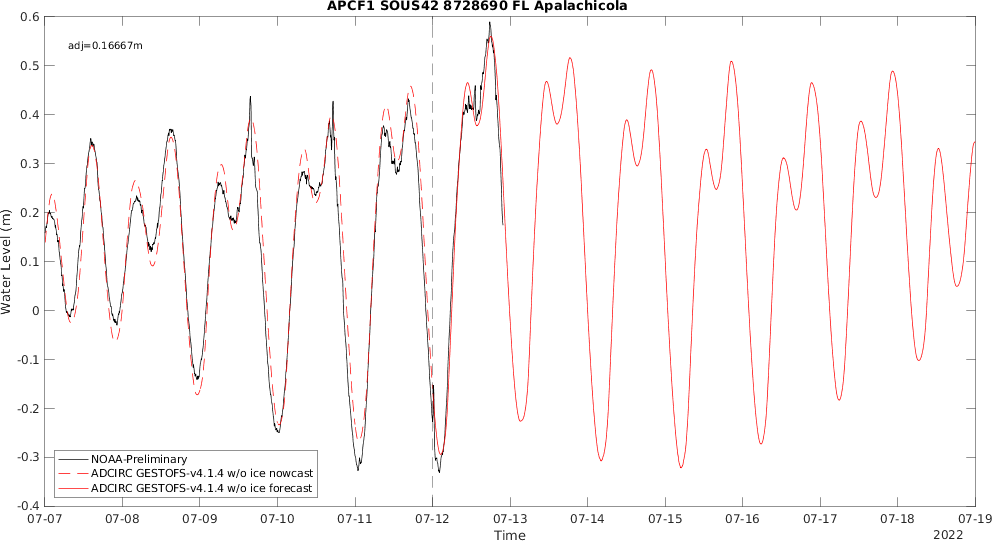 APCF1 SOUS42 8728690 FL Apalachicola
adj=0.16667m
0.6
0.5
0.4
0.3
0.2
0.1
0
-0.1
-0.2
-0.3
-0.4
Water Level (m)
NOAA-Preliminary
ADCIRC GESTOFS-v4.1.4 w/o ice nowcast
ADCIRC GESTOFS-v4.1.4 w/o ice forecast
07-07 07-08 07-09 07-10 07-11 07-12 07-13 07-14 07-15 07-16 07-17 07-18 07-19
Time
2022